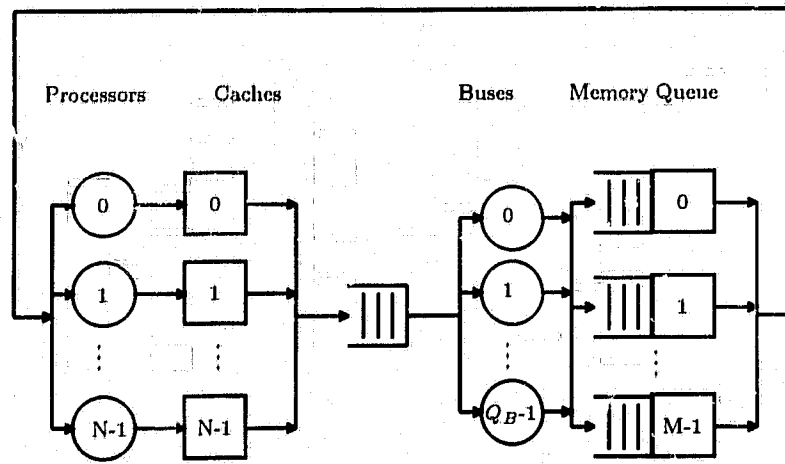 Processors Caches Buses Memory Queue
0 0 0 0
1 1 1 1
N-1 N-1 Q_B-1 M-1